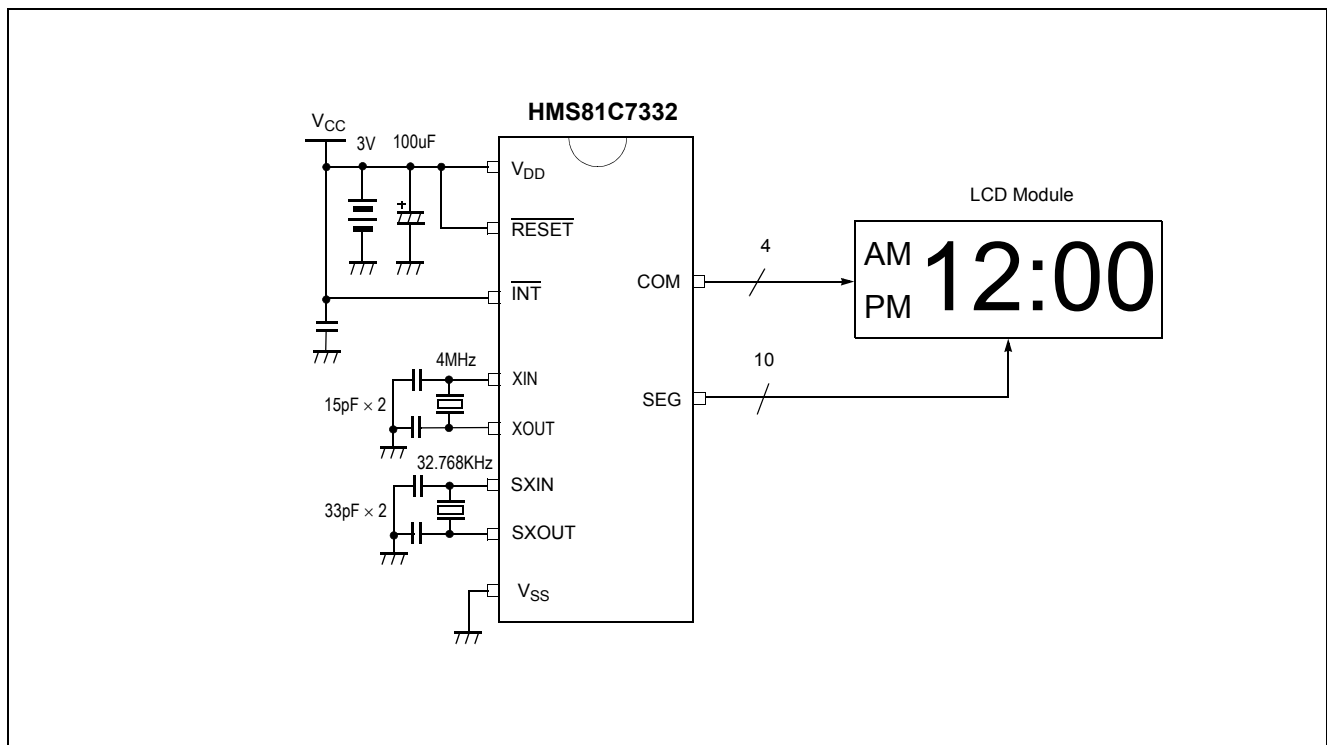 HMS81C7332
VCC
3V
100uF
+
VDD
RESET
INT
4MHz
XIN
15pF × 2
XOUT
32.768KHz
SXIN
33pF × 2
SXOUT
VSS
COM
4
SEG
10
LCD Module
AM
PM
12:00